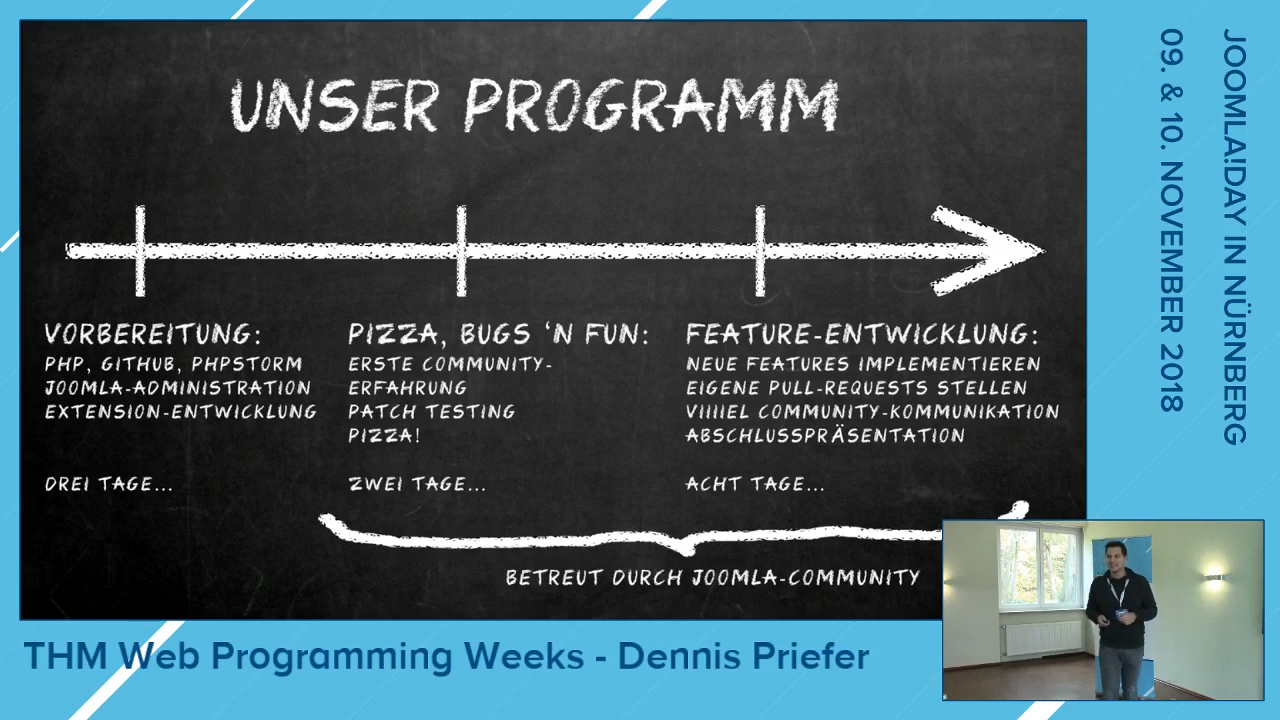 UNSER PROGRAMM
VORBEREITUNG:
PHP, GITHUB, PHPSTORM
JOOMLA-ADMINISTRATION
EXTENSION-ENTWICKLUNG
DREI TAGE...
PIZZA, BUGS 'N FUN:
ERSTE COMMUNITY-
ERFAHRUNG
PATCH TESTING
PIZZA!
ZWEI TAGE...
FEATURE-ENTWICKLUNG:
NEUE FEATURES IMPLEMENTIEREN
EIGENE PULL-REQUESTS STELLEN
VIIIIEL COMMUNITY-KOMMUNIKATION
ABSCHLUSSPRÄSENTATION
ACHT TAGE...
BETREUT DURCH JOOMLA-COMMUNITY
JOOMLA!DAY IN NÜRNBERG
09. & 10. NOVEMBER 2018
THM Web Programming Weeks - Dennis Priefer